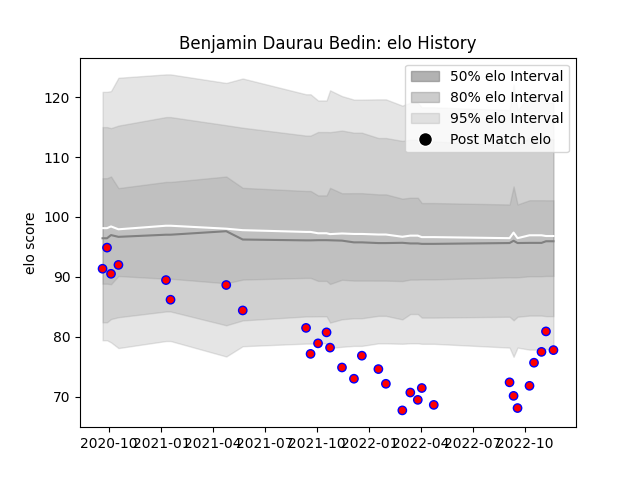 Benjamin Daurau Bedin: elo History
50% elo Interval
80% elo Interval
95% elo Interval
Post Match elo
elo score
120
110
100
90
80
70
2020-10 2021-01 2021-04 2021-07 2021-10 2022-01 2022-04 2022-07 2022-10